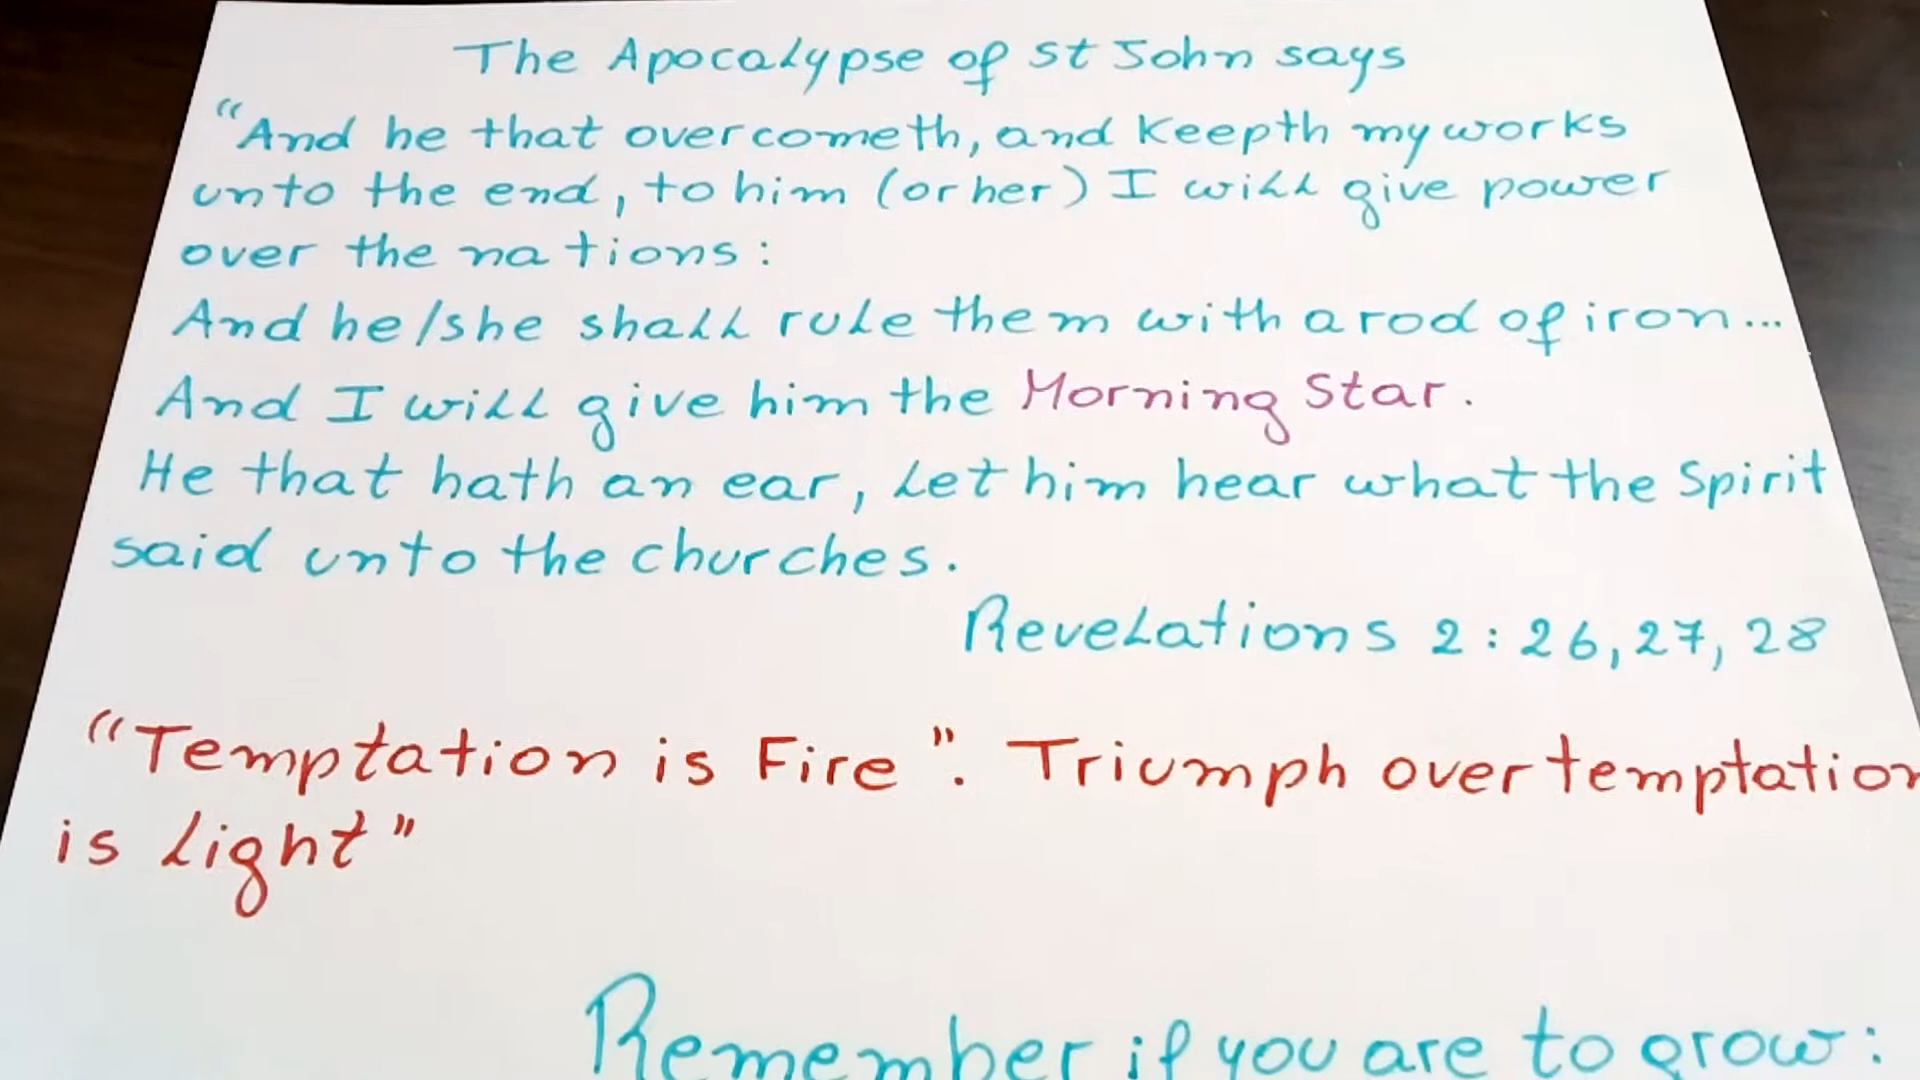 The Apocalypse of St John says
"And he that overcometh, and Keepth my works
unto the end, to him (or her) I will give power
over the nations:
And he/she shall rule them with a rod of iron...
And I will give him the Morning Star.
He that hath an ear, Let him hear what the Spirit
said unto the churches.
Revelations 2:26,27,28
"Temptation is Fire". Triumph over temptation
is Light"
Remember if you are to grow: